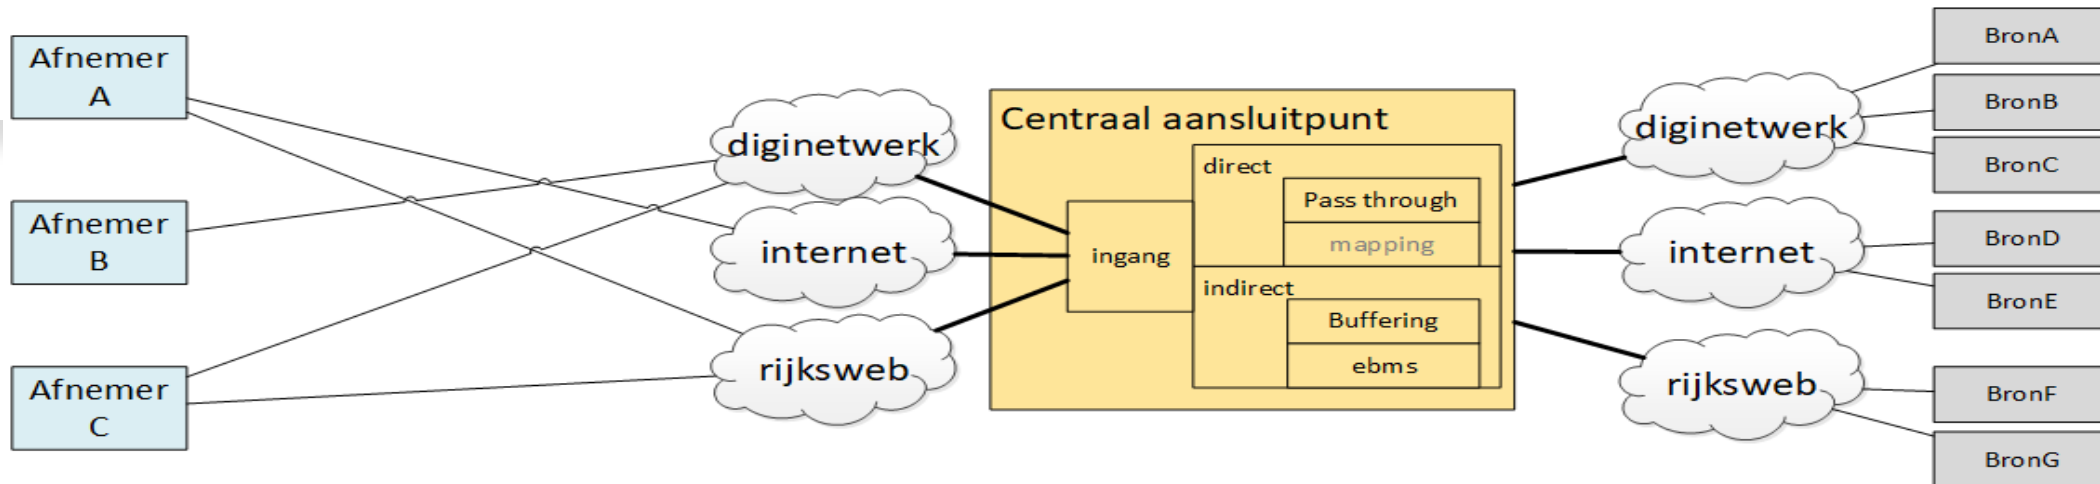 Afnemer
A
Afnemer
B
Afnemer
C
diginetwerk
internet
rijksweb
Centraal aansluitpunt
ingang
direct
Pass through
mapping
indirect
Buffering
ebms
diginetwerk
internet
rijksweb
BronA
BronB
BronC
BronD
BronE
BronF
BronG